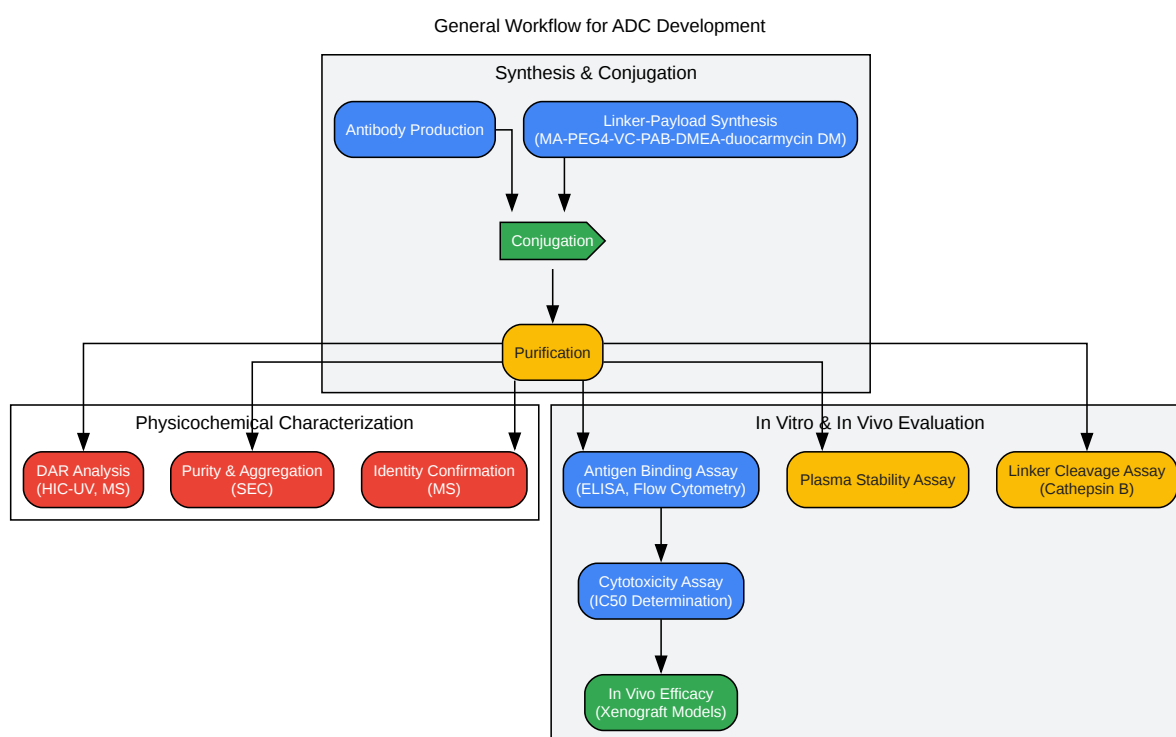 General Workflow for ADC Development
Synthesis & Conjugation
Antibody Production
Linker-Payload Synthesis
(MA-PEG4-VC-PAB-DMEA-duocarmycin DM)
Conjugation
Purification
Physicochemical Characterization
DAR Analysis
(HIC-UV, MS)
Purity & Aggregation
(SEC)
Identity Confirmation
(MS)
In Vitro & In Vivo Evaluation
Antigen Binding Assay
(ELISA, Flow Cytometry)
Plasma Stability Assay
Linker Cleavage Assay
(Cathepsin B)
Cytotoxicity Assay
(IC50 Determination)
In Vivo Efficacy
(Xenograft Models)